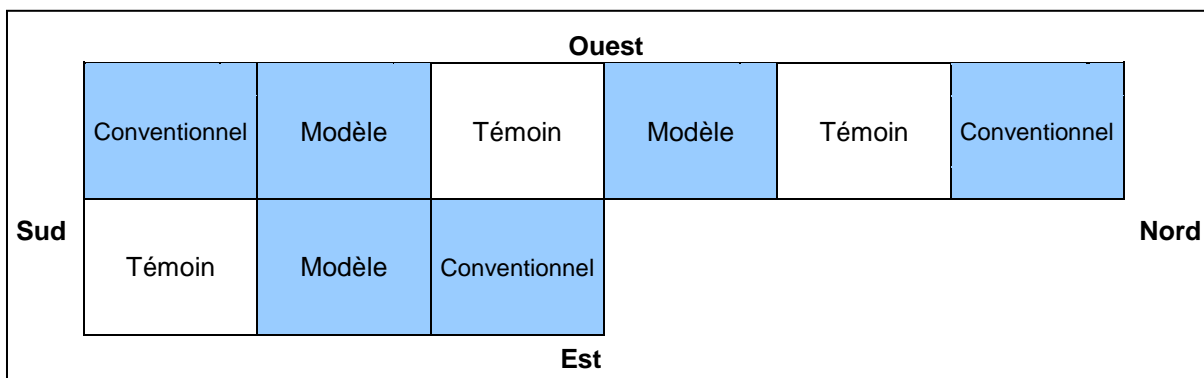 Ouest
Conventionnel Modèle Témoin Modèle Témoin Conventionnel
Sud Nord
Témoin Modèle Conventionnel
Est